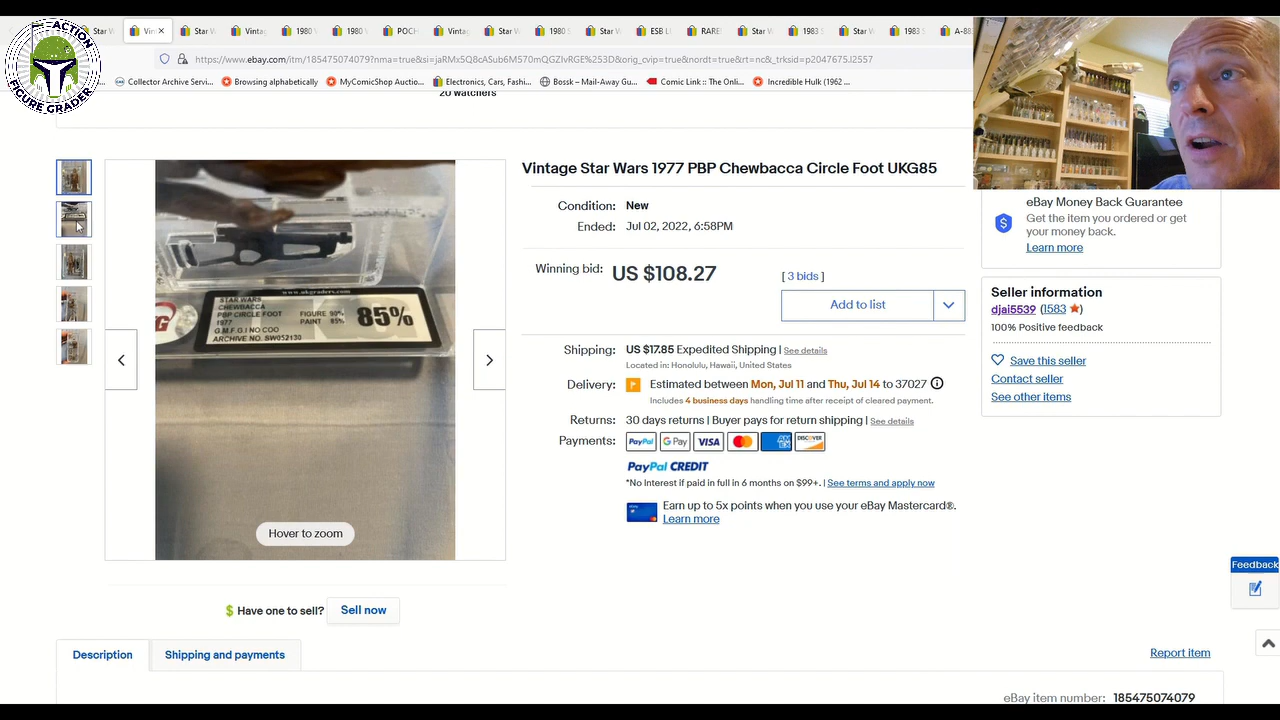 ACTION
FIGURE GRADER
Star W
Vin
Star W
Vinta
1980 V
1980 V
POC
Vinta
Star W
1980 S
Star W
ESB L
RARE
Star W
1983 S
Star W
1983 S
A-88
https://www.ebay.com/itm/185475074079?nma=true&si=jaRMx5Q8cASub6YI570mQGZIvRGE%253D&orig_cvip=true&nordt=true&rt=nc&_trksid=p2047675.l2557
Collector Archive Servi...
Browsing alphabetically
MyComicShop Auction...
Electronics, Cars, Fashi...
Bossk – Mail-Away Gu...
Comic Link :: The Onli...
Incredible Hulk (1962 ...
20 watchers
www.ukgraders.com
STAR WARS
CHEWBACCA
PBP CIRCLE FOOT
1977
G.M.F.G.I NO COO
ARCHIVE NO. SW052130
FIGURE 90%
PAINT 85%
85%
Hover to zoom
Have one to sell?
Sell now
Vintage Star Wars 1977 PBP Chewbacca Circle Foot UKG85
Condition: New
Ended: Jul 02, 2022, 6:58PM
Winning bid: US $108.27 [ 3 bids ]
Add to list
Shipping: US $17.85 Expedited Shipping | See details
Located in: Honolulu, Hawaii, United States
Delivery: Estimated between Mon, Jul 11 and Thu, Jul 14 to 37027
Includes 4 business days handling time after receipt of cleared payment.
Returns: 30 days returns | Buyer pays for return shipping | See details
Payments: PayPal G Pay VISA AM EX DISCOVER
PayPal CREDIT
*No Interest if paid in full in 6 months on $99+. | See terms and apply now
Earn up to 5x points when you use your eBay Mastercard®.
Learn more
eBay Money Back Guarantee
Get the item you ordered or get
your money back.
Learn more
Seller information
djai5539 (1583 )
100% Positive feedback
Save this seller
Contact seller
See other items
Feedback
Description
Shipping and payments
Report item
eBay item number: 185475074079